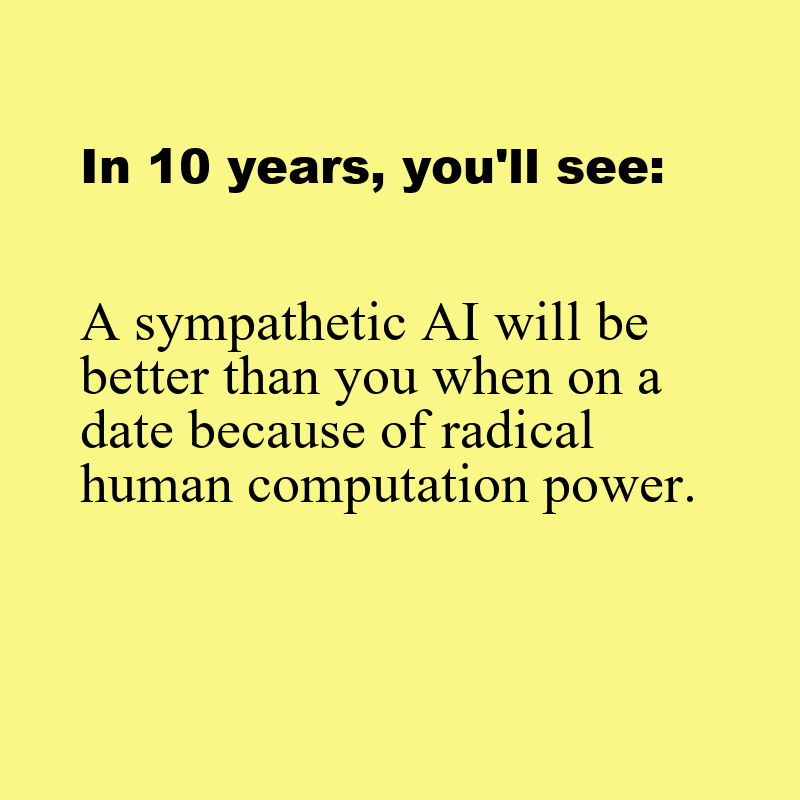 In 10 years, you'll see:
A sympathetic AI will be
better than you when on a
date because of radical
human computation power.